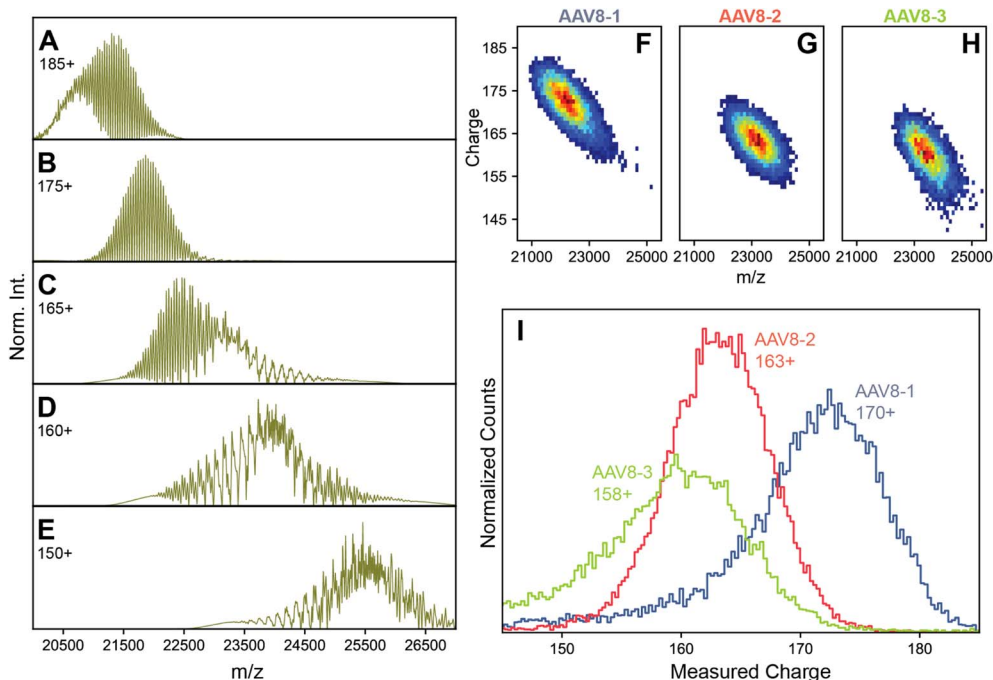 A
185+
B
175+
C
165+
D
160+
E
150+
Norm. Int.
20500 21500 22500 23500 24500 25500 26500
m/z
AAV8-1 AAV8-2 AAV8-3
F G H
185
175
165
155
145
Charge
21000 23000 25000 21000 23000 25000 21000 23000 25000
m/z
I
AAV8-2
163+
AAV8-1
170+
AAV8-3
158+
Normalized Counts
150 160 170 180
Measured Charge